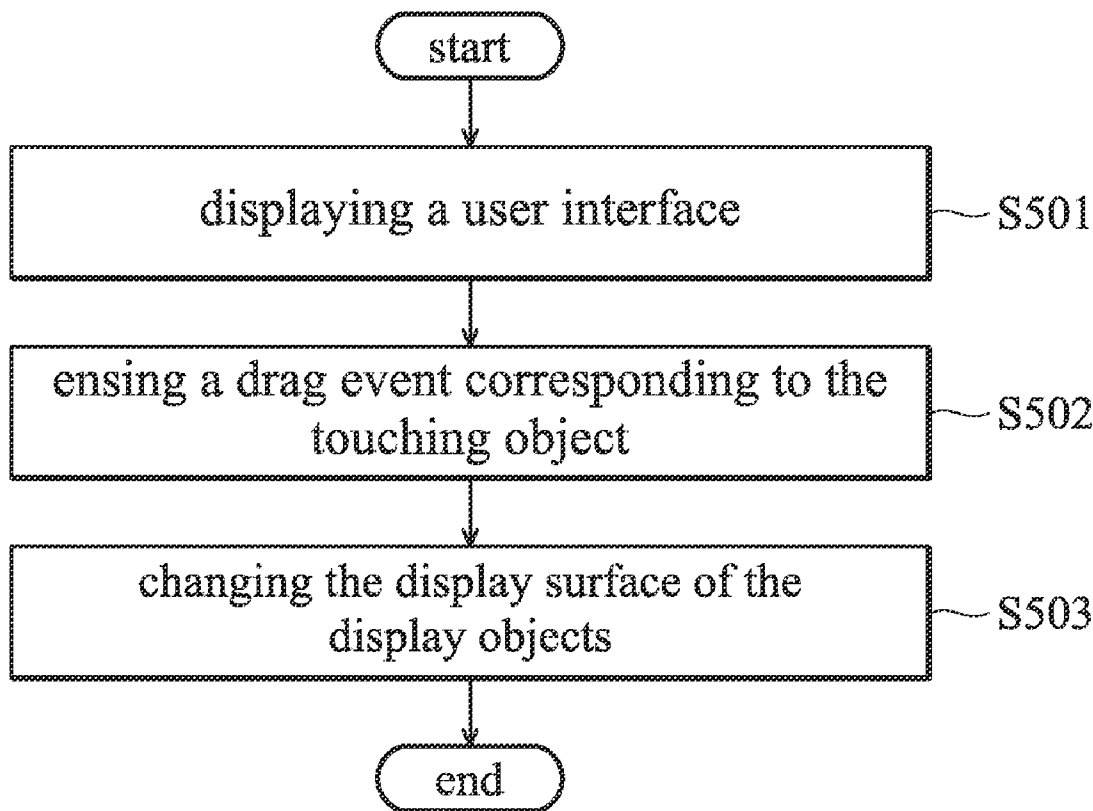 start
displaying a user interface
S501
ensing a drag event corresponding to the
touching object
S502
changing the display surface of the
display objects
S503
end